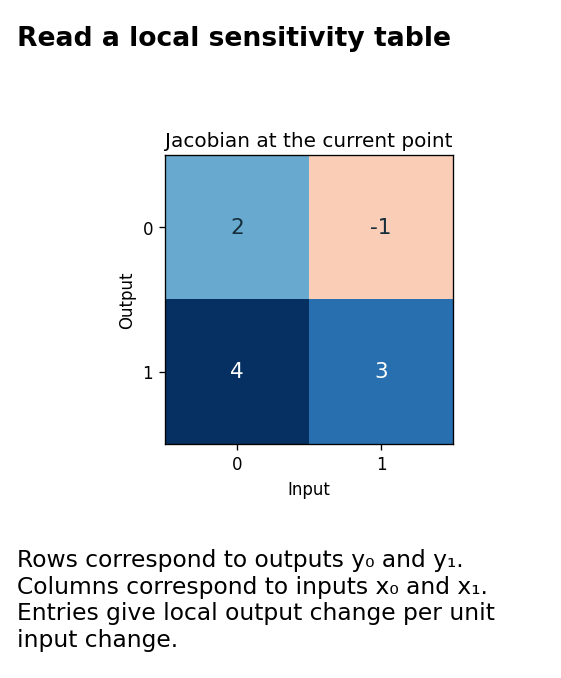 Read a local sensitivity table
Jacobian at the current point
0
2
-1
Output
1
4
3
0
1
Input
Rows correspond to outputs y₀ and y₁.
Columns correspond to inputs x₀ and x₁.
Entries give local output change per unit
input change.